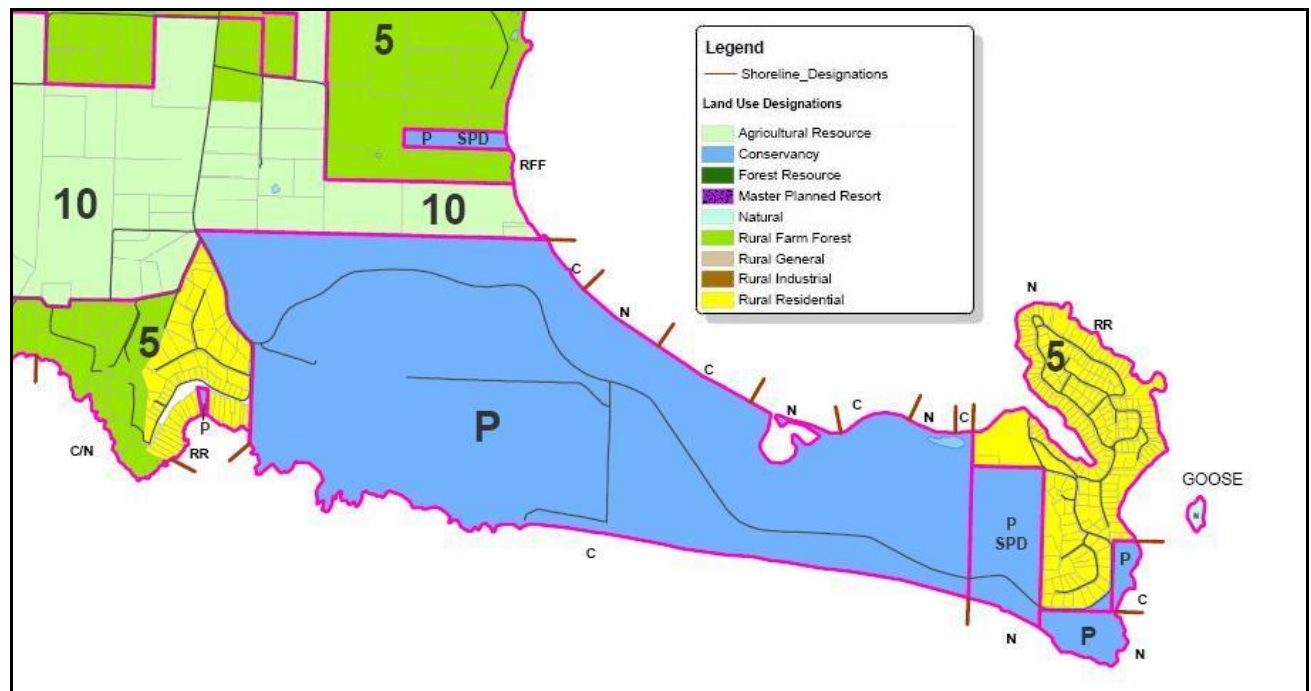 5
Legend
Shoreline_Designations
Land Use Designations
Agricultural Resource
Conservancy
Forest Resource
Master Planned Resort
Natural
Rural Farm Forest
Rural General
Rural Industrial
Rural Residential
P SPD
RFF
10
10
C
N
C
N
C
N
C
N
RR
5
5
P
C/N
RR
P
C
GOOSE
N
P
SPD
P
C
N
P
N